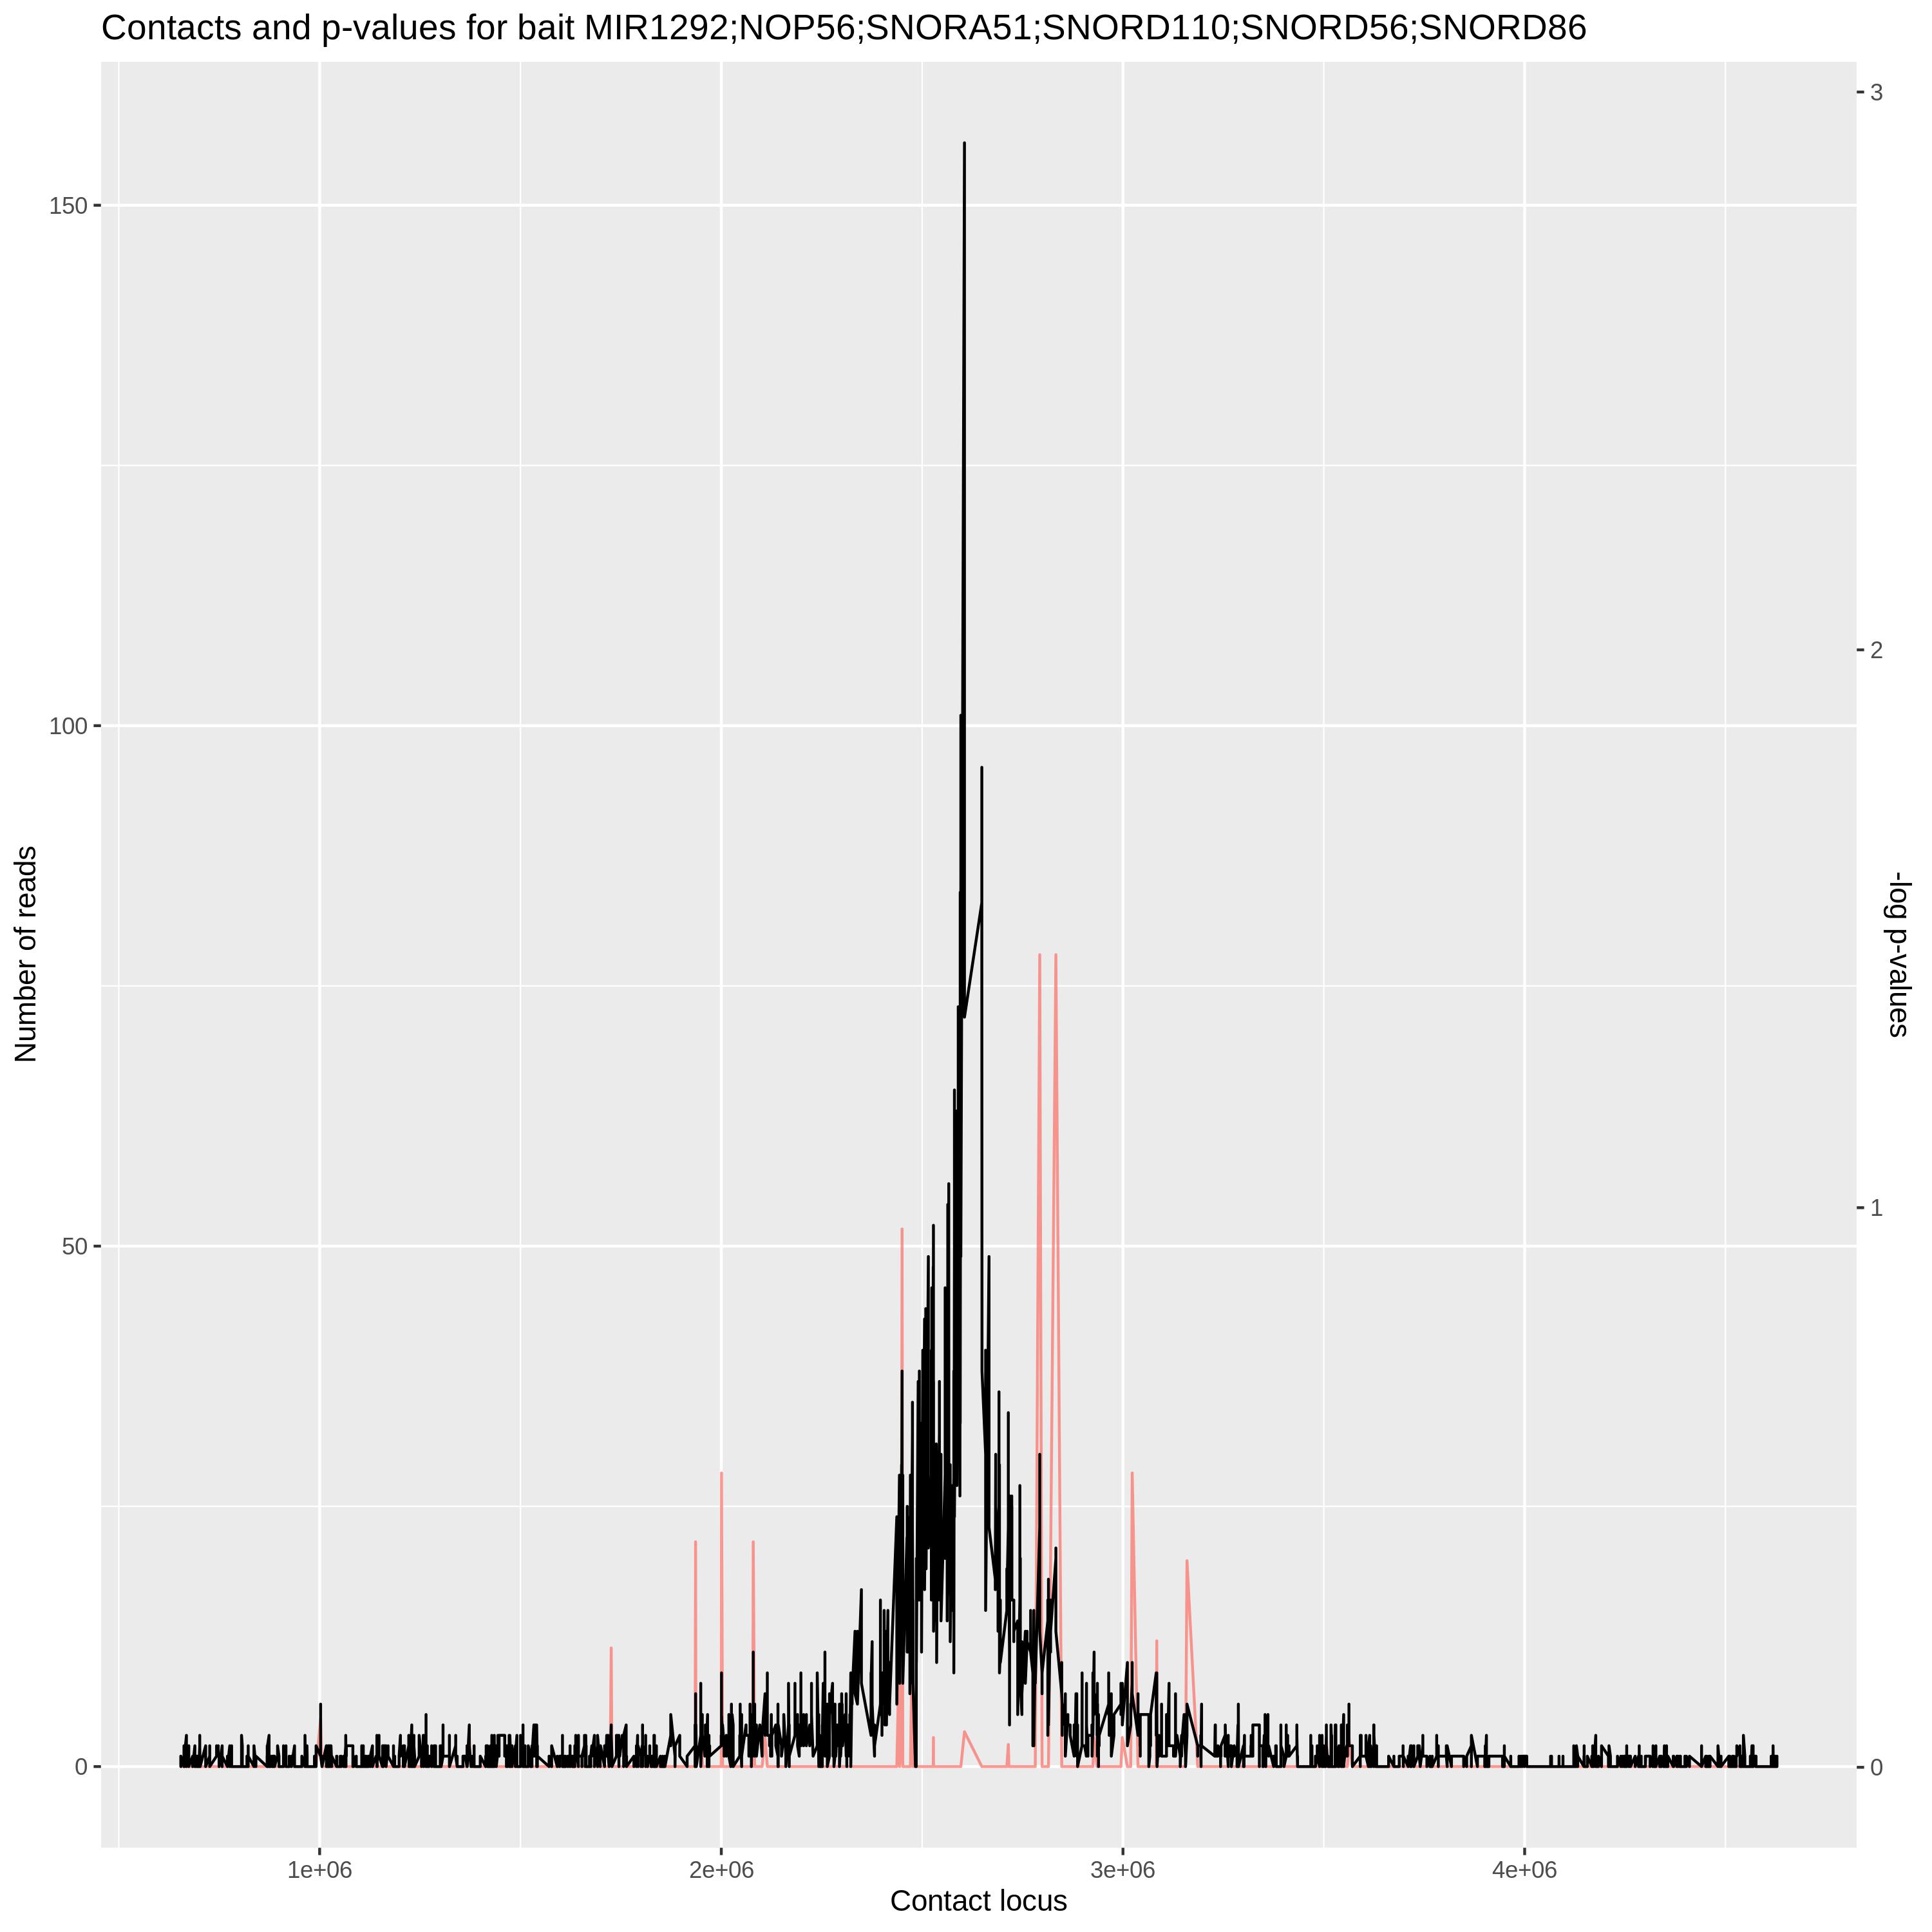 Contacts and p-values for bait MIR1292;NOP56;SNORA51;SNORD110;SNORD56;SNORD86
3
150
2
100
Number of reads
-log p-values
1
50
0
0
1e+06
2e+06
3e+06
4e+06
Contact locus